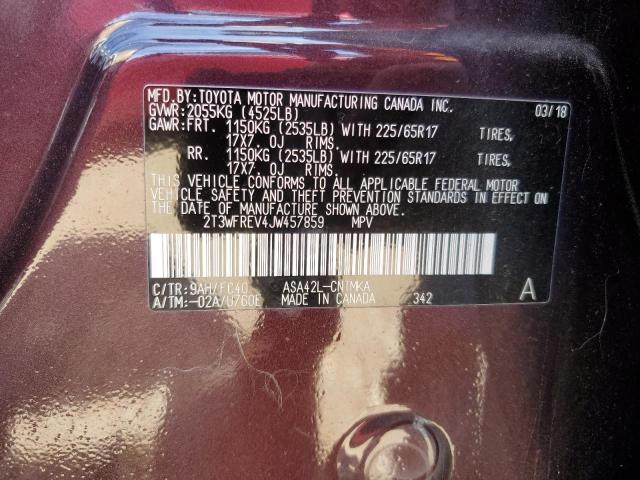 MFD.BY:TOYOTA MOTOR MANUFACTURING CANADA INC.
GVWR:2055KG (4525LB) 03/18
GAWR:FRT. 1150KG (2535LB) WITH 225/65R17 TIRES,
17X7.0J RIMS.
RR. 1150KG (2535LB) WITH 225/65R17 TIRES,
17X7.0J RIMS.
THIS VEHICLE CONFORMS TO ALL APPLICABLE FEDERAL MOTOR
VEHICLE SAFETY AND THEFT PREVENTION STANDARDS IN EFFECT ON
THE DATE OF MANUFACTURE SHOWN ABOVE.
2T3WFREV4JW457859 MPV
C/TR:9AH/FC40 ASA42L-CNTMKA
A/TM:-02A/U760E MADE IN CANADA 342 A